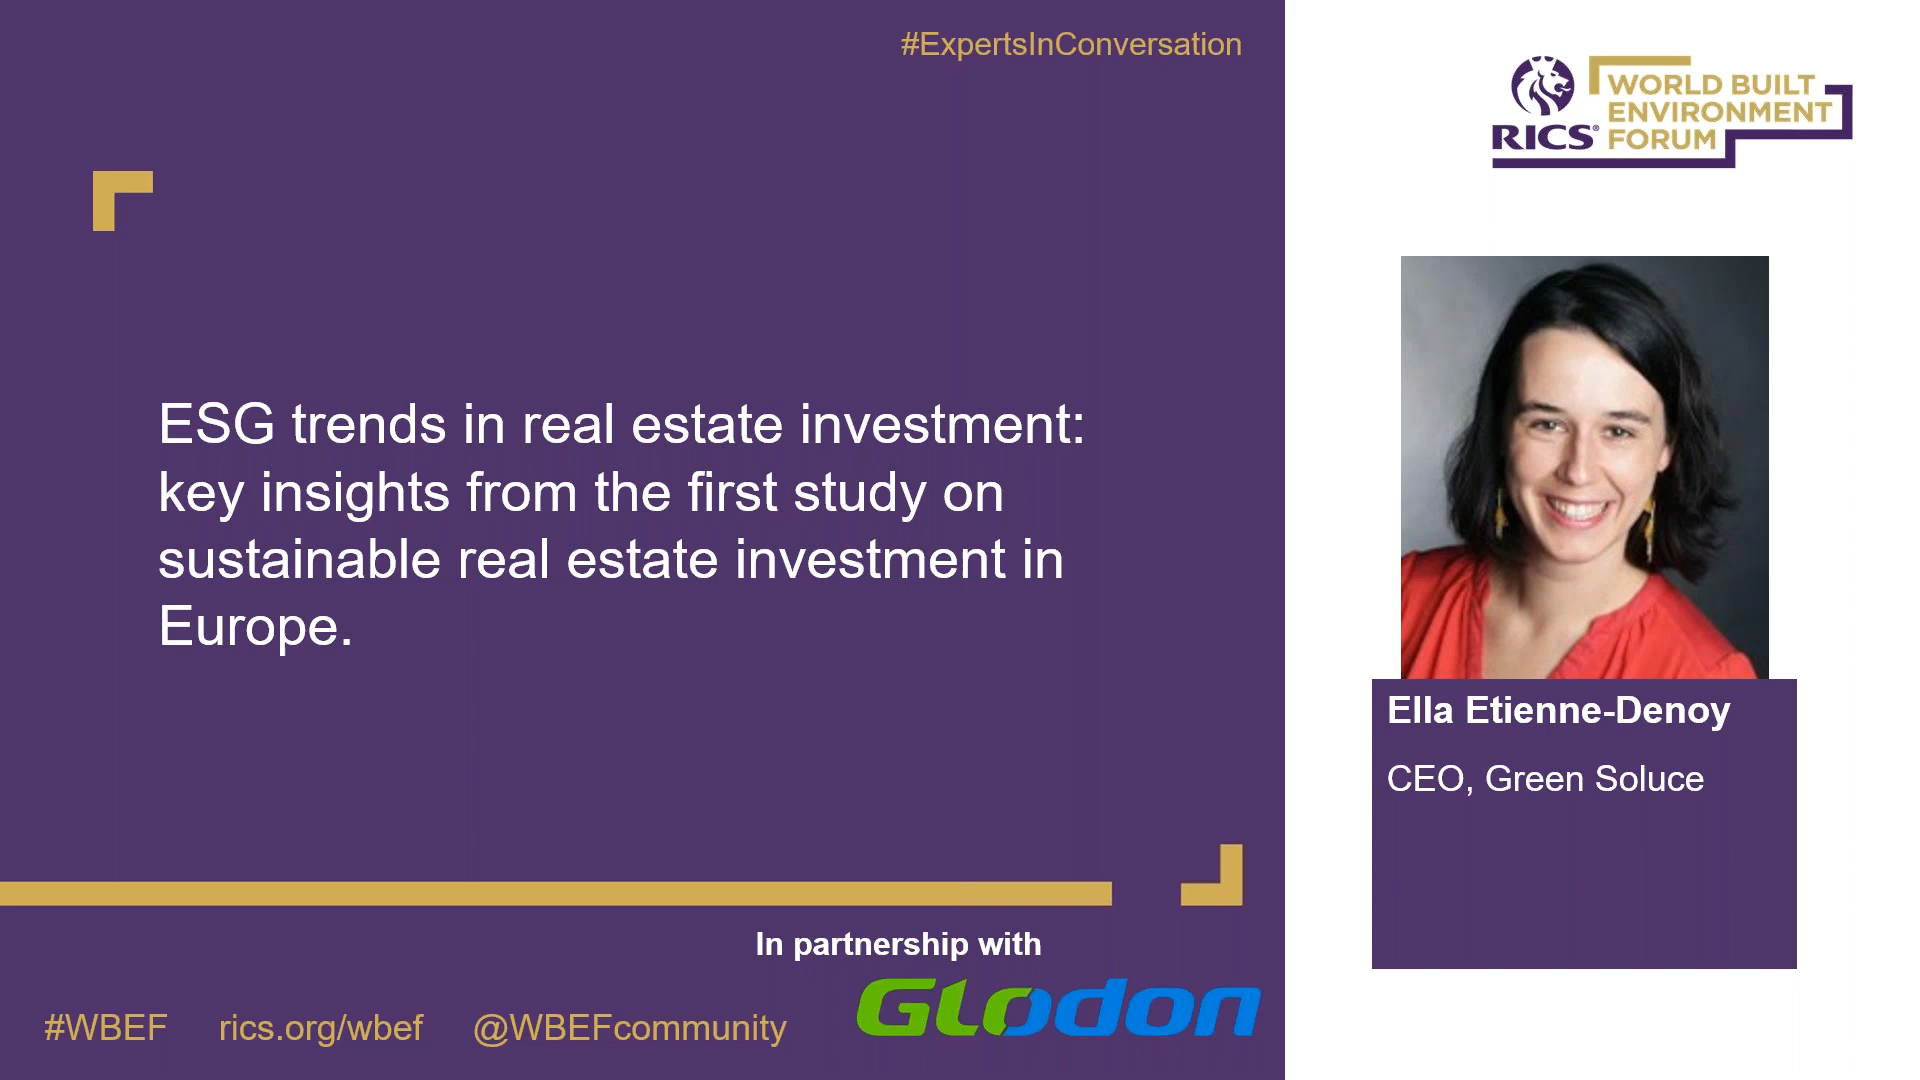 #ExpertsInConversation
RICS®
WORLD BUILT
ENVIRONMENT
FORUM
ESG trends in real estate investment:
key insights from the first study on
sustainable real estate investment in
Europe.
Ella Etienne-Denoy
CEO, Green Soluce
In partnership with
GLodon
#WBEF rics.org/wbef @WBEFcommunity